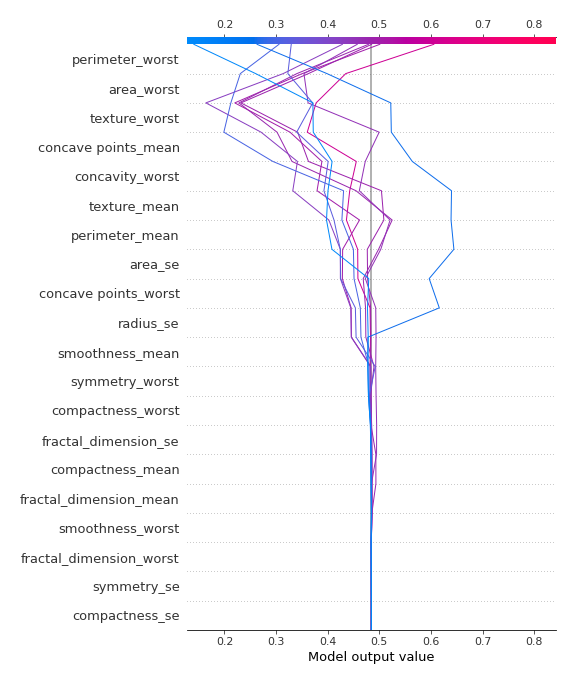 0.2 0.3 0.4 0.5 0.6 0.7 0.8
perimeter_worst
area_worst
texture_worst
concave points_mean
concavity_worst
texture_mean
perimeter_mean
area_se
concave points_worst
radius_se
smoothness_mean
symmetry_worst
compactness_worst
fractal_dimension_se
compactness_mean
fractal_dimension_mean
smoothness_worst
fractal_dimension_worst
symmetry_se
compactness_se
0.2 0.3 0.4 0.5 0.6 0.7 0.8
Model output value